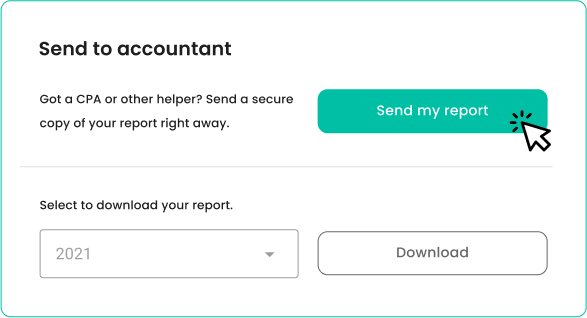 Send to accountant
Got a CPA or other helper? Send a secure
copy of your report right away.
Send my report
Select to download your report.
2021
Download